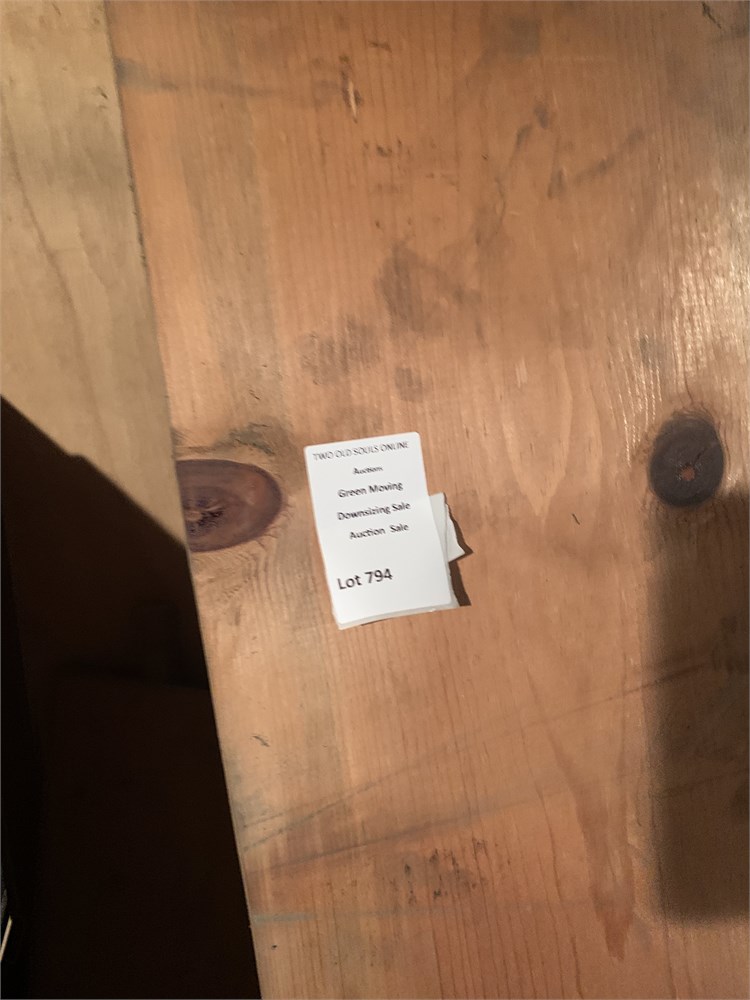 TWO OLD SOULS ONLINE
Auctions
Green Moving
Downsizing Sale
Auction Sale
Lot 794